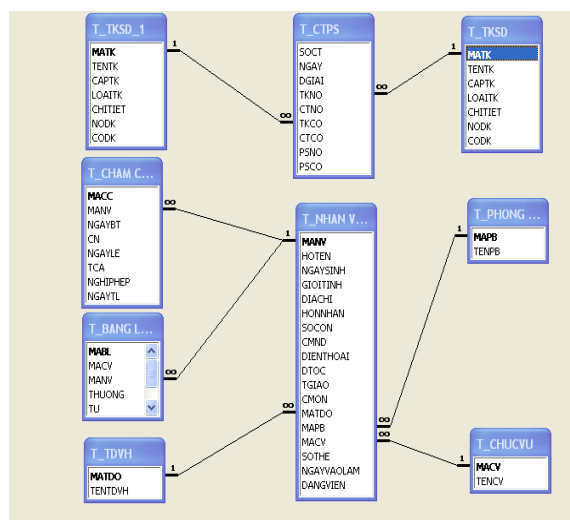 T_TKSD_1
MATK
TENTK
CAPTK
LOAITK
CHITIET
NODK
CODK
T_CTPS
SOCT
NGAY
DGIAI
TKNO
CTNO
TKCO
CTCO
PSNO
PSCO
T_TKSD
MATK
TENTK
CAPTK
LOAITK
CHITIET
NODK
CODK
1
∞
∞
1
T_CHAM C...
MACC
MANV
NGAYBT
CN
NGAYLE
TCA
NGHIPHEP
NGAYTL
∞
1
T_NHAN V...
MANV
HOTEN
NGAYSINH
GIOITINH
DIACHI
HONNHAN
SOCON
CMND
DIENTHOAI
DTOC
TGIAO
CMON
MATDO
MAPB
MACV
SOTHE
NGAYVAOLAM
DANGVIEN
T_PHONG ...
MAPB
TENPB
1
∞
T_BANG L...
MABL
MACV
MANV
THUONG
TU
∞
T_TDVH
MATDO
TENTDVH
1
∞
T_CHUCVU
MACV
TENCV
∞
1